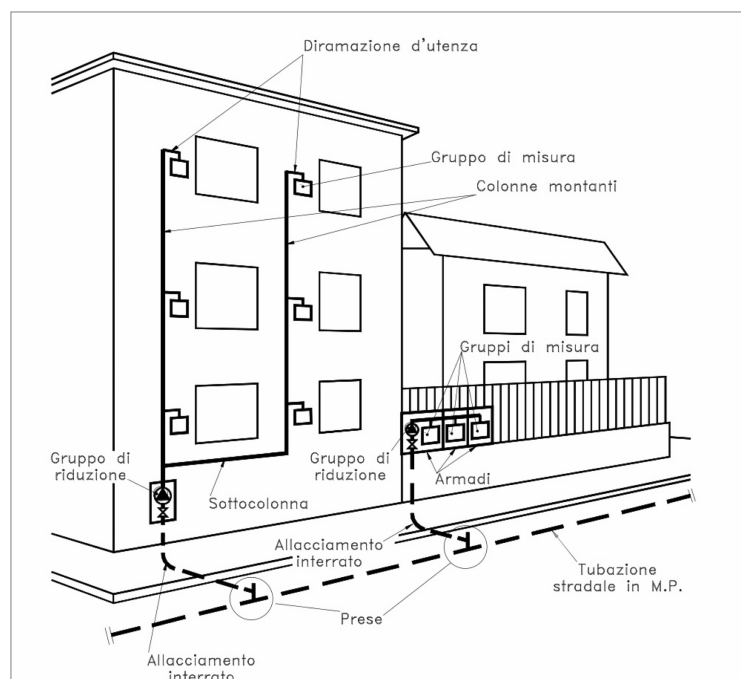 Diramazione d'utenza
Gruppo di misura
Colonne montanti
Gruppi di misura
Gruppo di
riduzione
Gruppo di
riduzione
Armadi
Sottocolonna
Allacciamento
interrato
Tubazione
stradale in M.P.
Prese
Allacciamento
interrato